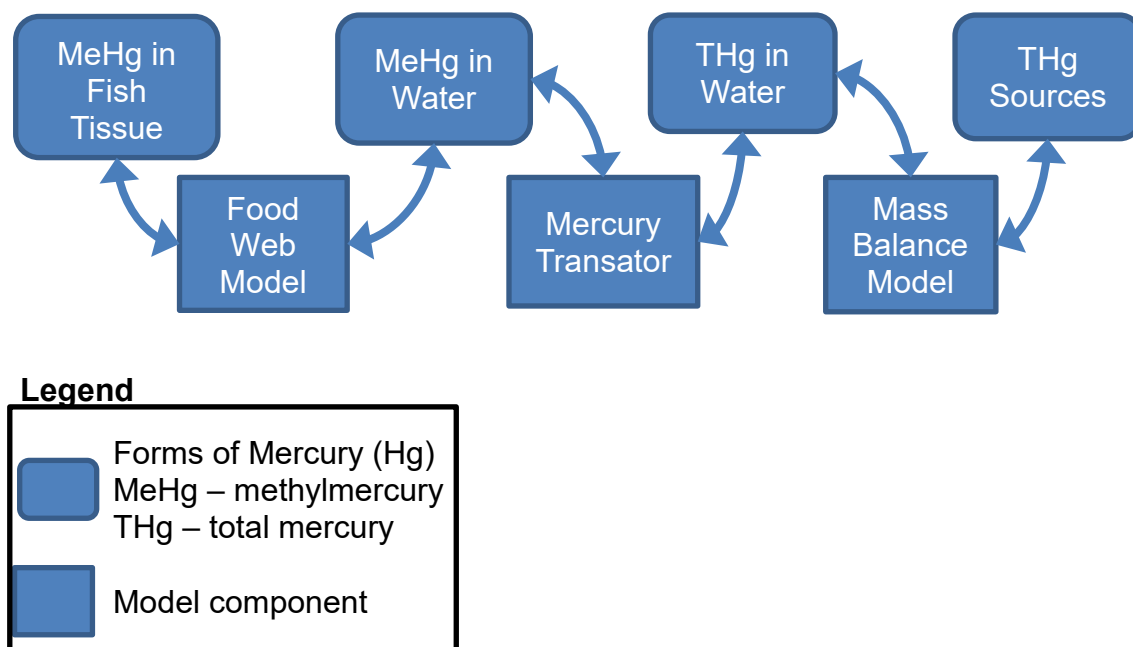 MeHg in
Fish
Tissue
MeHg in
Water
THg in
Water
THg
Sources
Food
Web
Model
Mercury
Transator
Mass
Balance
Model
Legend
Forms of Mercury (Hg)
MeHg – methylmercury
THg – total mercury
Model component